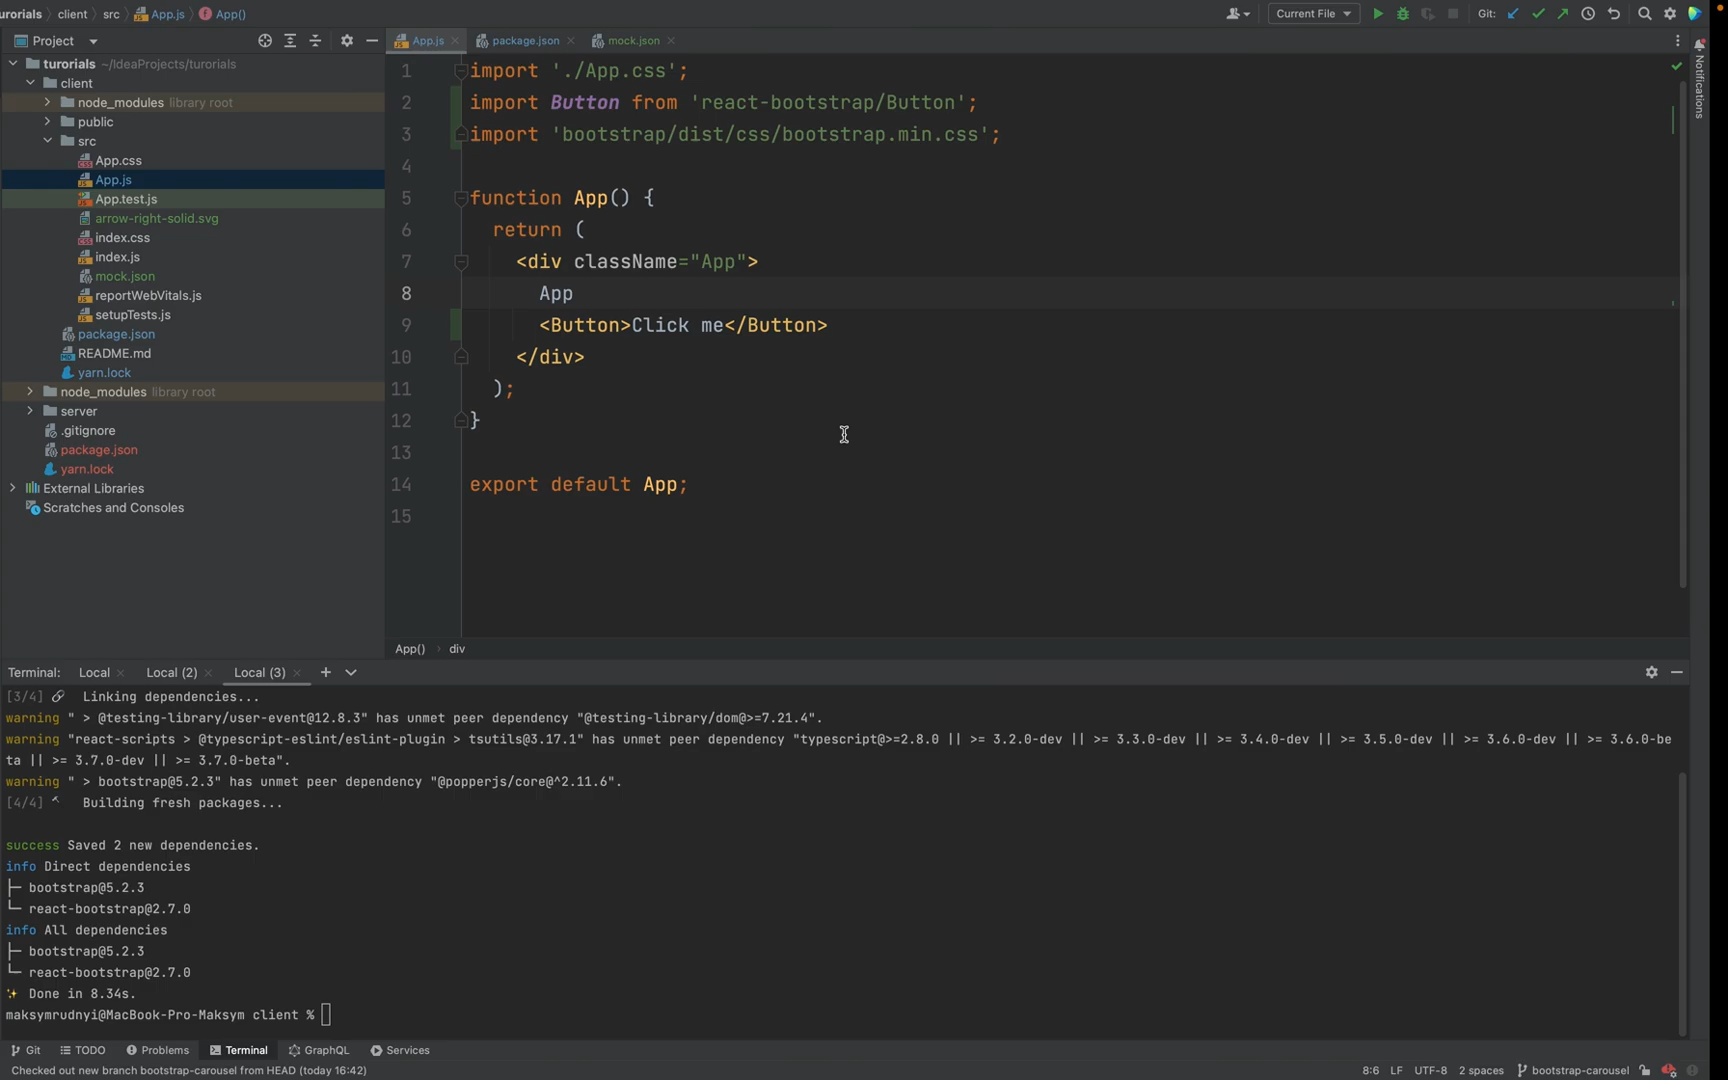 urorials client src App.js App()
Current File
Git:
Project
App.js
package.json
mock.json
turorials ~/IdeaProjects/turorials
client
node_modules library root
public
src
App.css
App.js
App.test.js
arrow-right-solid.svg
index.css
index.js
mock.json
reportWebVitals.js
setupTests.js
package.json
README.md
yarn.lock
node_modules library root
server
.gitignore
package.json
yarn.lock
External Libraries
Scratches and Consoles
1 import './App.css';
2 import Button from 'react-bootstrap/Button';
3 import 'bootstrap/dist/css/bootstrap.min.css';
4
5 function App() {
6 return (
7 <div className="App">
8 App
9 <Button>Click me</Button>
10 </div>
11 );
12 }
13
14 export default App;
15
Notifications
App() div
Terminal: Local Local (2) Local (3)
[3/4] 🔗 Linking dependencies...
warning " > @testing-library/user-event@12.8.3" has unmet peer dependency "@testing-library/dom@>=7.21.4".
warning "react-scripts > @typescript-eslint/eslint-plugin > tsutils@3.17.1" has unmet peer dependency "typescript@>=2.8.0 || >= 3.2.0-dev || >= 3.3.0-dev || >= 3.4.0-dev || >= 3.5.0-dev || >= 3.6.0-dev || >= 3.6.0-be
ta || >= 3.7.0-dev || >= 3.7.0-beta".
warning " > bootstrap@5.2.3" has unmet peer dependency "@popperjs/core@^2.11.6".
[4/4] 🔨 Building fresh packages...
success Saved 2 new dependencies.
info Direct dependencies
├─ bootstrap@5.2.3
└─ react-bootstrap@2.7.0
info All dependencies
├─ bootstrap@5.2.3
└─ react-bootstrap@2.7.0
✨ Done in 8.34s.
maksymrudnyi@MacBook-Pro-Maksym client %
Git TODO Problems Terminal GraphQL Services
Checked out new branch bootstrap-carousel from HEAD (today 16:42)
8:6 LF UTF-8 2 spaces bootstrap-carousel